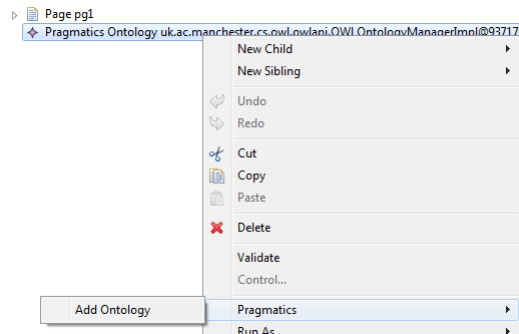 Page pg1
Pragmatics Ontology uk.ac.manchester.cs.owl.owlapi.OWLOntologyManagerImpl@93717
New Child
New Sibling
Undo
Redo
Cut
Copy
Paste
Delete
Validate
Control...
Add Ontology
Pragmatics
Run As